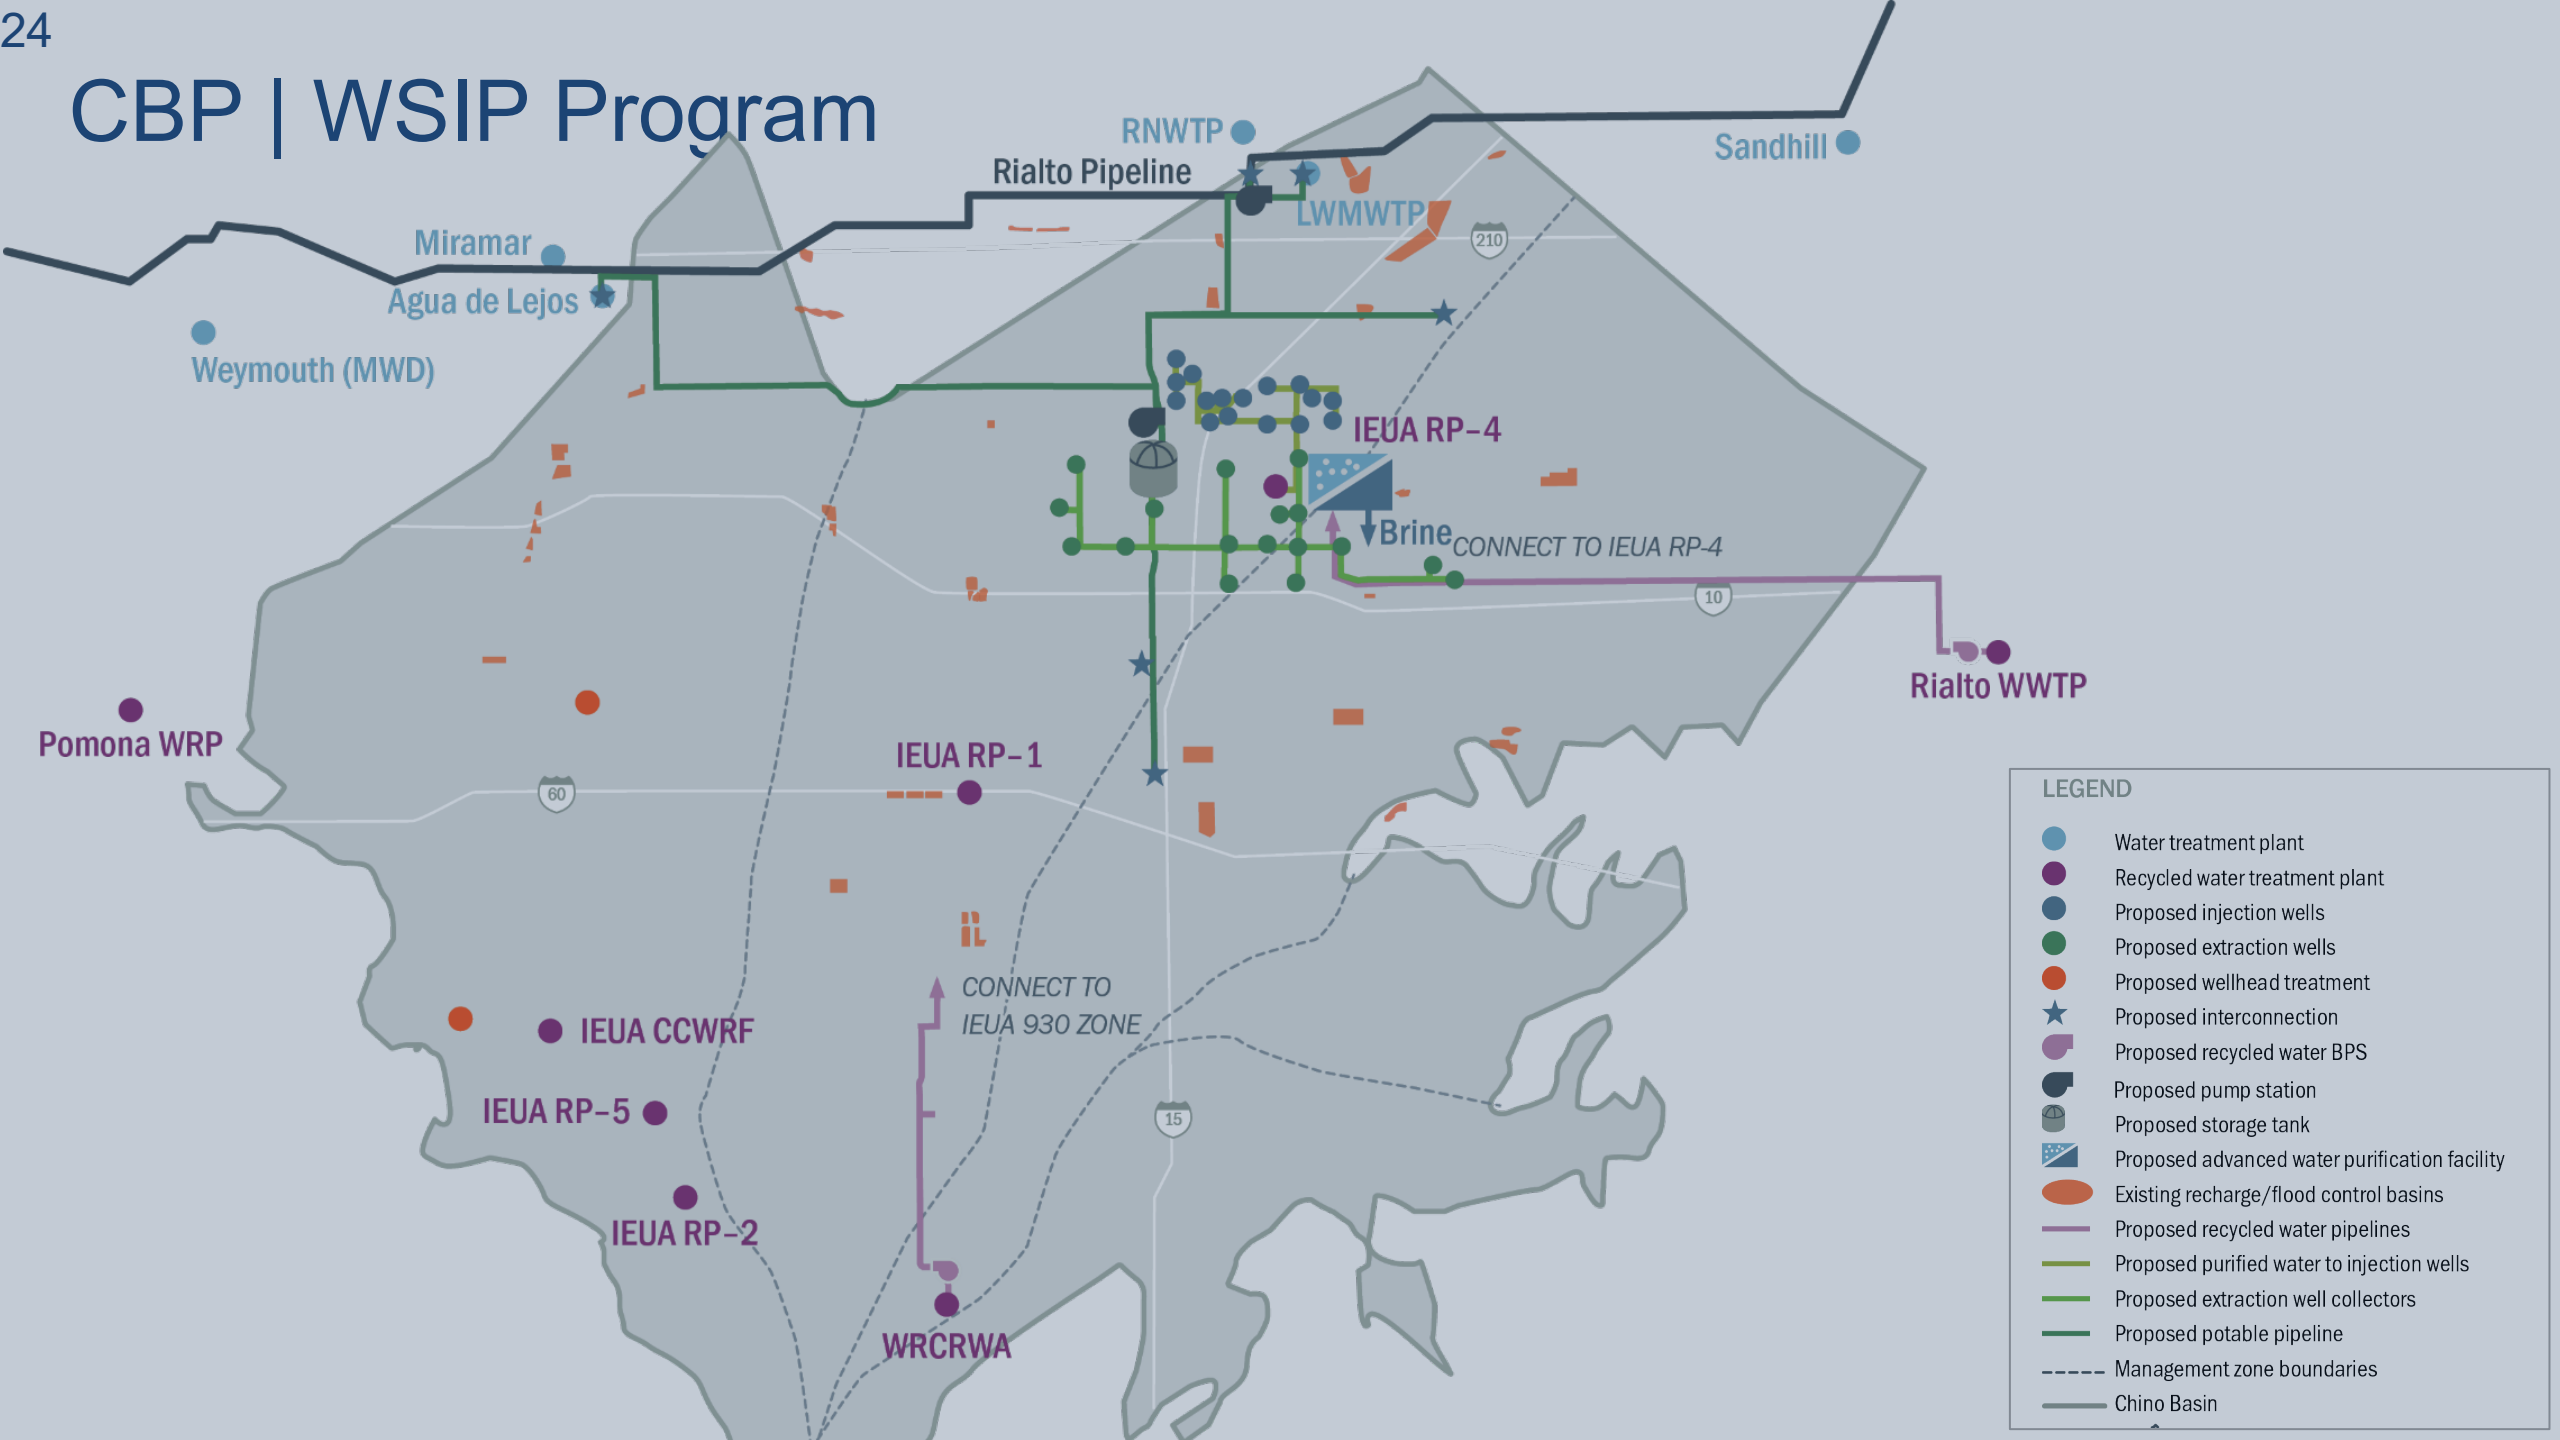 24
CBP | WSIP Program
RNWTP
Sandhill
Rialto Pipeline
LWMWTP
Miramar
210
Agua de Lejos
Weymouth (MWD)
IEUA RP-4
Brine
CONNECT TO IEUA RP-4
10
Rialto WWTP
Pomona WRP
IEUA RP-1
60
CONNECT TO
IEUA 930 ZONE
IEUA CCWRF
IEUA RP-5
15
IEUA RP-2
WRCRWA
LEGEND
Water treatment plant
Recycled water treatment plant
Proposed injection wells
Proposed extraction wells
Proposed wellhead treatment
Proposed interconnection
Proposed recycled water BPS
Proposed pump station
Proposed storage tank
Proposed advanced water purification facility
Existing recharge/flood control basins
Proposed recycled water pipelines
Proposed purified water to injection wells
Proposed extraction well collectors
Proposed potable pipeline
Management zone boundaries
Chino Basin